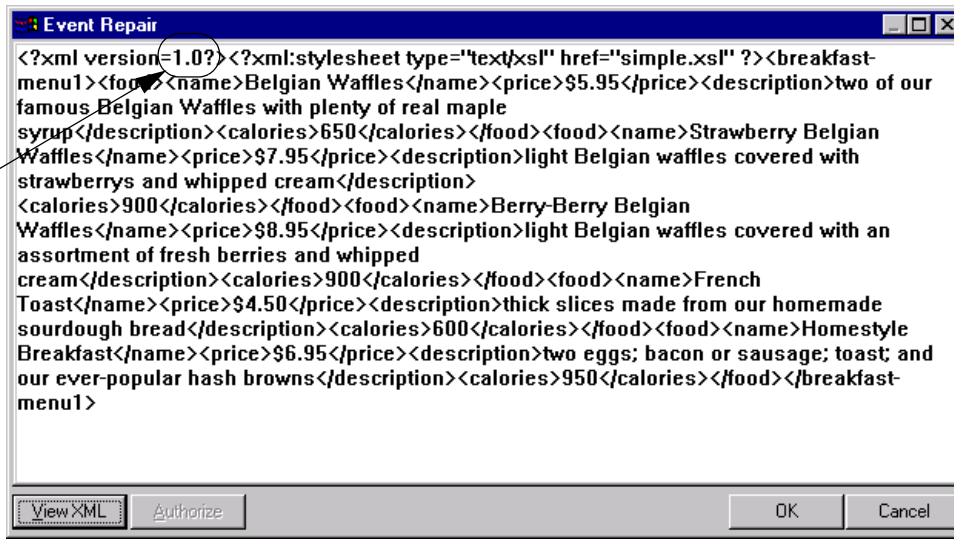 Event Repair
<?xml version=1.0?><?xml:stylesheet type="text/xsl" href="simple.xsl" ?><breakfast-
menu1><food><name>Belgian Waffles</name><price>$5.95</price><description>two of our
famous Belgian Waffles with plenty of real maple
syrup</description><calories>650</calories></food><food><name>Strawberry Belgian
Waffles</name><price>$7.95</price><description>light Belgian waffles covered with
strawberrys and whipped cream</description>
<calories>900</calories></food><food><name>Berry-Berry Belgian
Waffles</name><price>$8.95</price><description>light Belgian waffles covered with an
assortment of fresh berries and whipped
cream</description><calories>900</calories></food><food><name>French
Toast</name><price>$4.50</price><description>thick slices made from our homemade
sourdough bread</description><calories>600</calories></food><food><name>Homestyle
Breakfast</name><price>$6.95</price><description>two eggs; bacon or sausage; toast; and
our ever-popular hash browns</description><calories>950</calories></food></breakfast-
menu1>
View XML Authorize OK Cancel